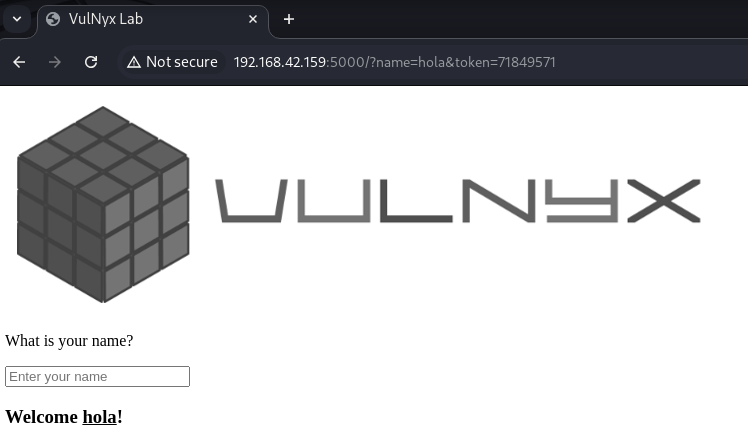 VulNyx Lab
Not secure 192.168.42.159:5000/?name=hola&token=71849571
VULNYX
What is your name?
Enter your name
Welcome hola!